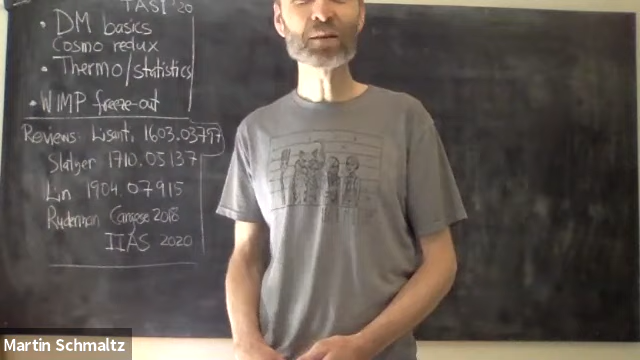 TASI '20
• DM basics
Cosmo redux
• Thermo/statistics
• WIMP freeze-out
Reviews: Lisanti, 1603.03797
Slatyer 1710.05137
Lin 1904.07915
Ruderman Cargese 2018
IIAS 2020
Martin Schmaltz